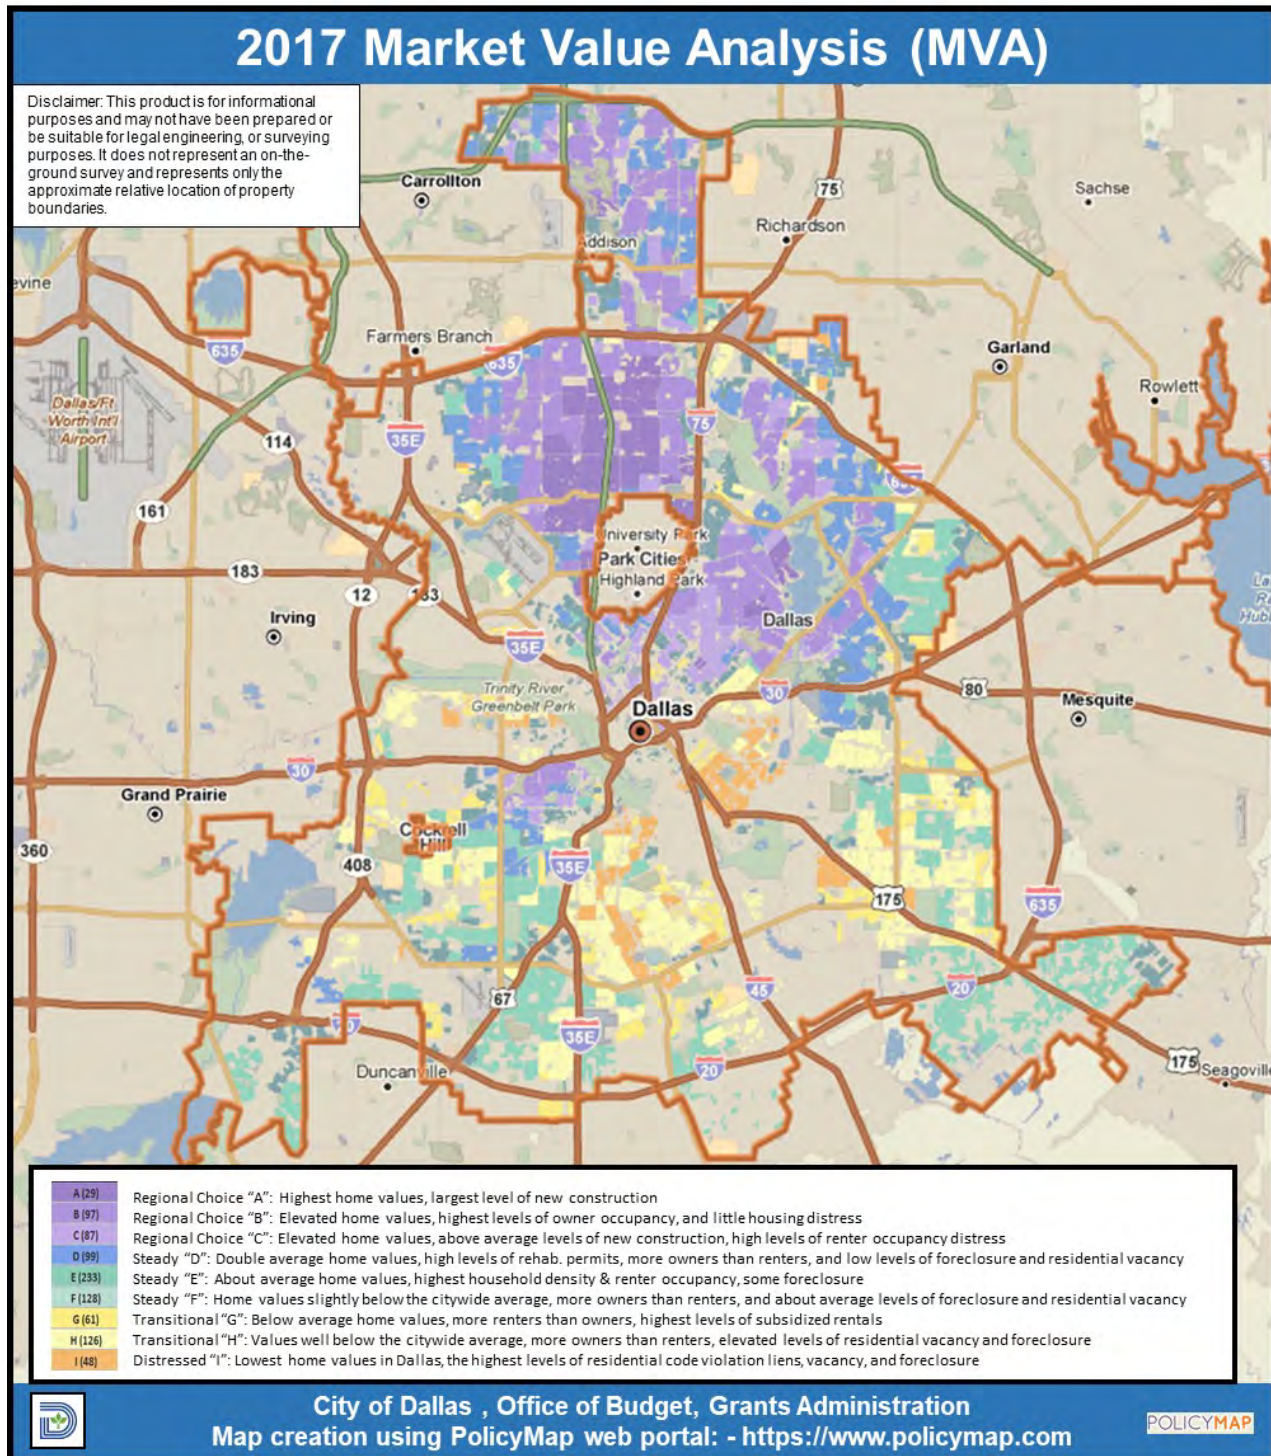 2017 Market Value Analysis (MVA)
Disclaimer: This product is for informational
purposes and may not have been prepared or
be suitable for legal engineering, or surveying
purposes. It does not represent an on-the-
ground survey and represents only the
approximate relative location of property
boundaries.
Carrollton
75
Sachse
Richardson
Addison
evine
Farmers Branch
635
635
Garland
Rowlett
Dallas/Ft.
Worth Int'l
Airport
114
35E
75
161
University Park
Park Cities
Highland Park
183
12
183
Irving
35E
Dallas
Trinity River
Greenbelt Park
30
80
Dallas
Mesquite
30
Grand Prairie
Cockrell
Hill
360
408
35E
175
635
67
45
20
35E
20
Duncanville
175
Seagoville
A (29) Regional Choice “A”: Highest home values, largest level of new construction
B (97) Regional Choice “B”: Elevated home values, highest levels of owner occupancy, and little housing distress
C (87) Regional Choice “C”: Elevated home values, above average levels of new construction, high levels of renter occupancy distress
D (99) Steady “D”: Double average home values, high levels of rehab. permits, more owners than renters, and low levels of foreclosure and residential vacancy
E (233) Steady “E”: About average home values, highest household density & renter occupancy, some foreclosure
F (128) Steady “F”: Home values slightly below the citywide average, more owners than renters, and about average levels of foreclosure and residential vacancy
G (61) Transitional “G”: Below average home values, more renters than owners, highest levels of subsidized rentals
H (126) Transitional “H”: Values well below the citywide average, more owners than renters, elevated levels of residential vacancy and foreclosure
I (48) Distressed “I”: Lowest home values in Dallas, the highest levels of residential code violation liens, vacancy, and foreclosure
City of Dallas , Office of Budget, Grants Administration
Map creation using PolicyMap web portal: - https://www.policymap.com
POLICYMAP